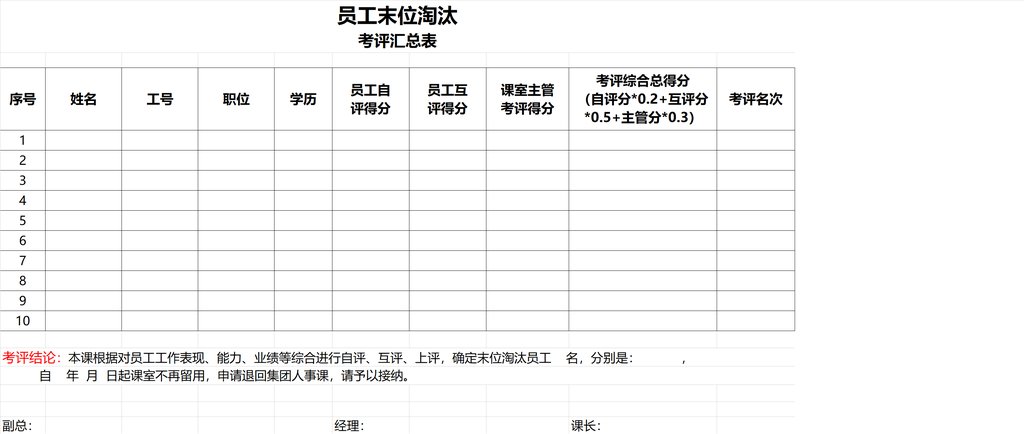 员工末位淘汰
考评汇总表
序号 姓名 工号 职位 学历 员工自评得分 员工互评得分 课室主管考评得分 考评综合总得分(自评分*0.2+互评分*0.5+主管分*0.3) 考评名次
1
2
3
4
5
6
7
8
9
10
考评结论：本课根据对员工工作表现、能力、业绩等综合进行自评、互评、上评，确定末位淘汰员工 名，分别是： ，
自 年 月 日起课室不再留用，申请退回集团人事课，请予以接纳。
副总： 经理： 课长：